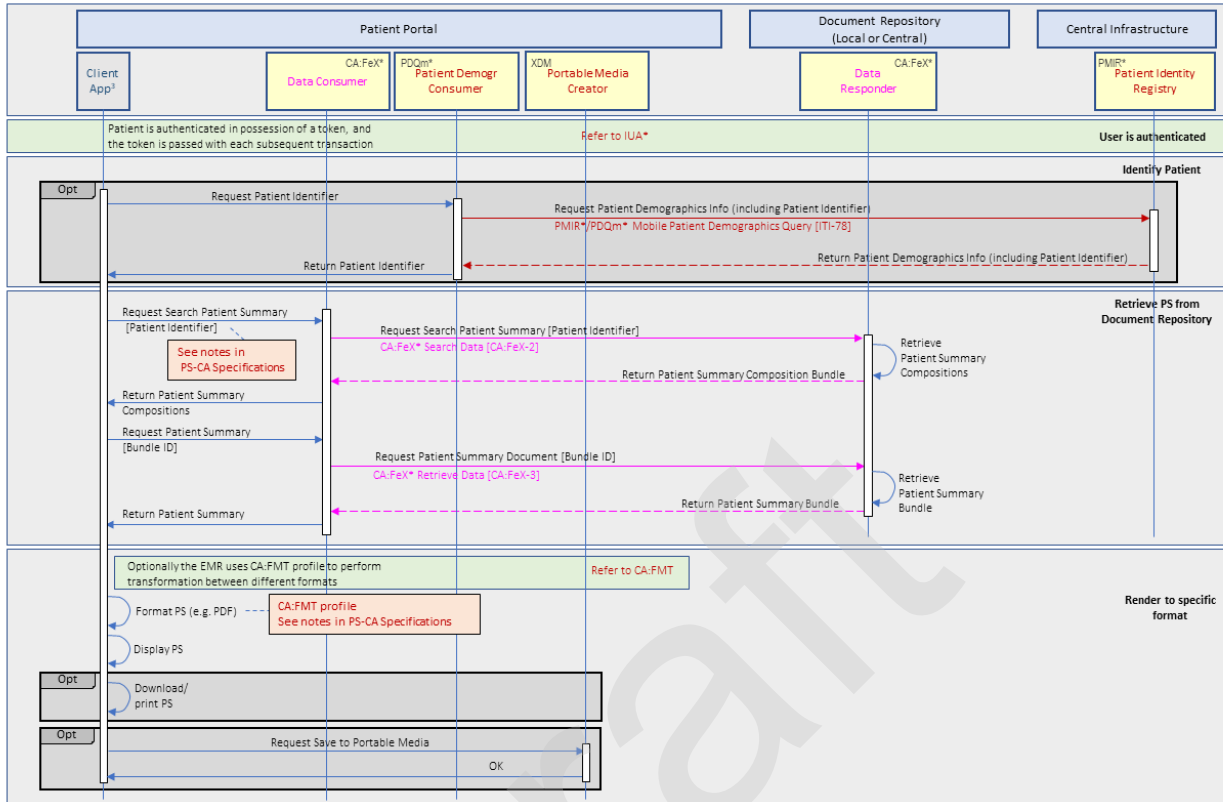 Patient Portal
Document Repository
(Local or Central)
Central Infrastructure
Client
App³
CA:FeX*
Data Consumer
PDQm*
Patient Demogr
Consumer
XDM
Portable Media
Creator
CA:FeX*
Data
Responder
PMIR*
Patient Identity
Registry
Patient is authenticated in possession of a token, and
the token is passed with each subsequent transaction
Refer to IUA*
User is authenticated
Identify Patient
Opt
Request Patient Identifier
Request Patient Demographics Info (including Patient Identifier)
PMIR*/PDQm* Mobile Patient Demographics Query [ITI-78]
Return Patient Demographics Info (including Patient Identifier)
Return Patient Identifier
Retrieve PS from
Document Repository
Request Search Patient Summary
[Patient Identifier]
See notes in
PS-CA Specifications
Request Search Patient Summary [Patient Identifier]
CA:FeX* Search Data [CA:FeX-2]
Retrieve
Patient Summary
Compositions
Return Patient Summary Composition Bundle
Return Patient Summary
Compositions
Request Patient Summary
[Bundle ID]
Request Patient Summary Document [Bundle ID]
CA:FeX* Retrieve Data [CA:FeX-3]
Retrieve
Patient Summary
Bundle
Return Patient Summary Bundle
Return Patient Summary
Optionally the EMR uses CA:FMT profile to perform
transformation between different formats
Refer to CA:FMT
Render to specific
format
Format PS (e.g. PDF)
CA:FMT profile
See notes in PS-CA Specifications
Display PS
Opt
Download/
print PS
Opt
Request Save to Portable Media
OK
raft